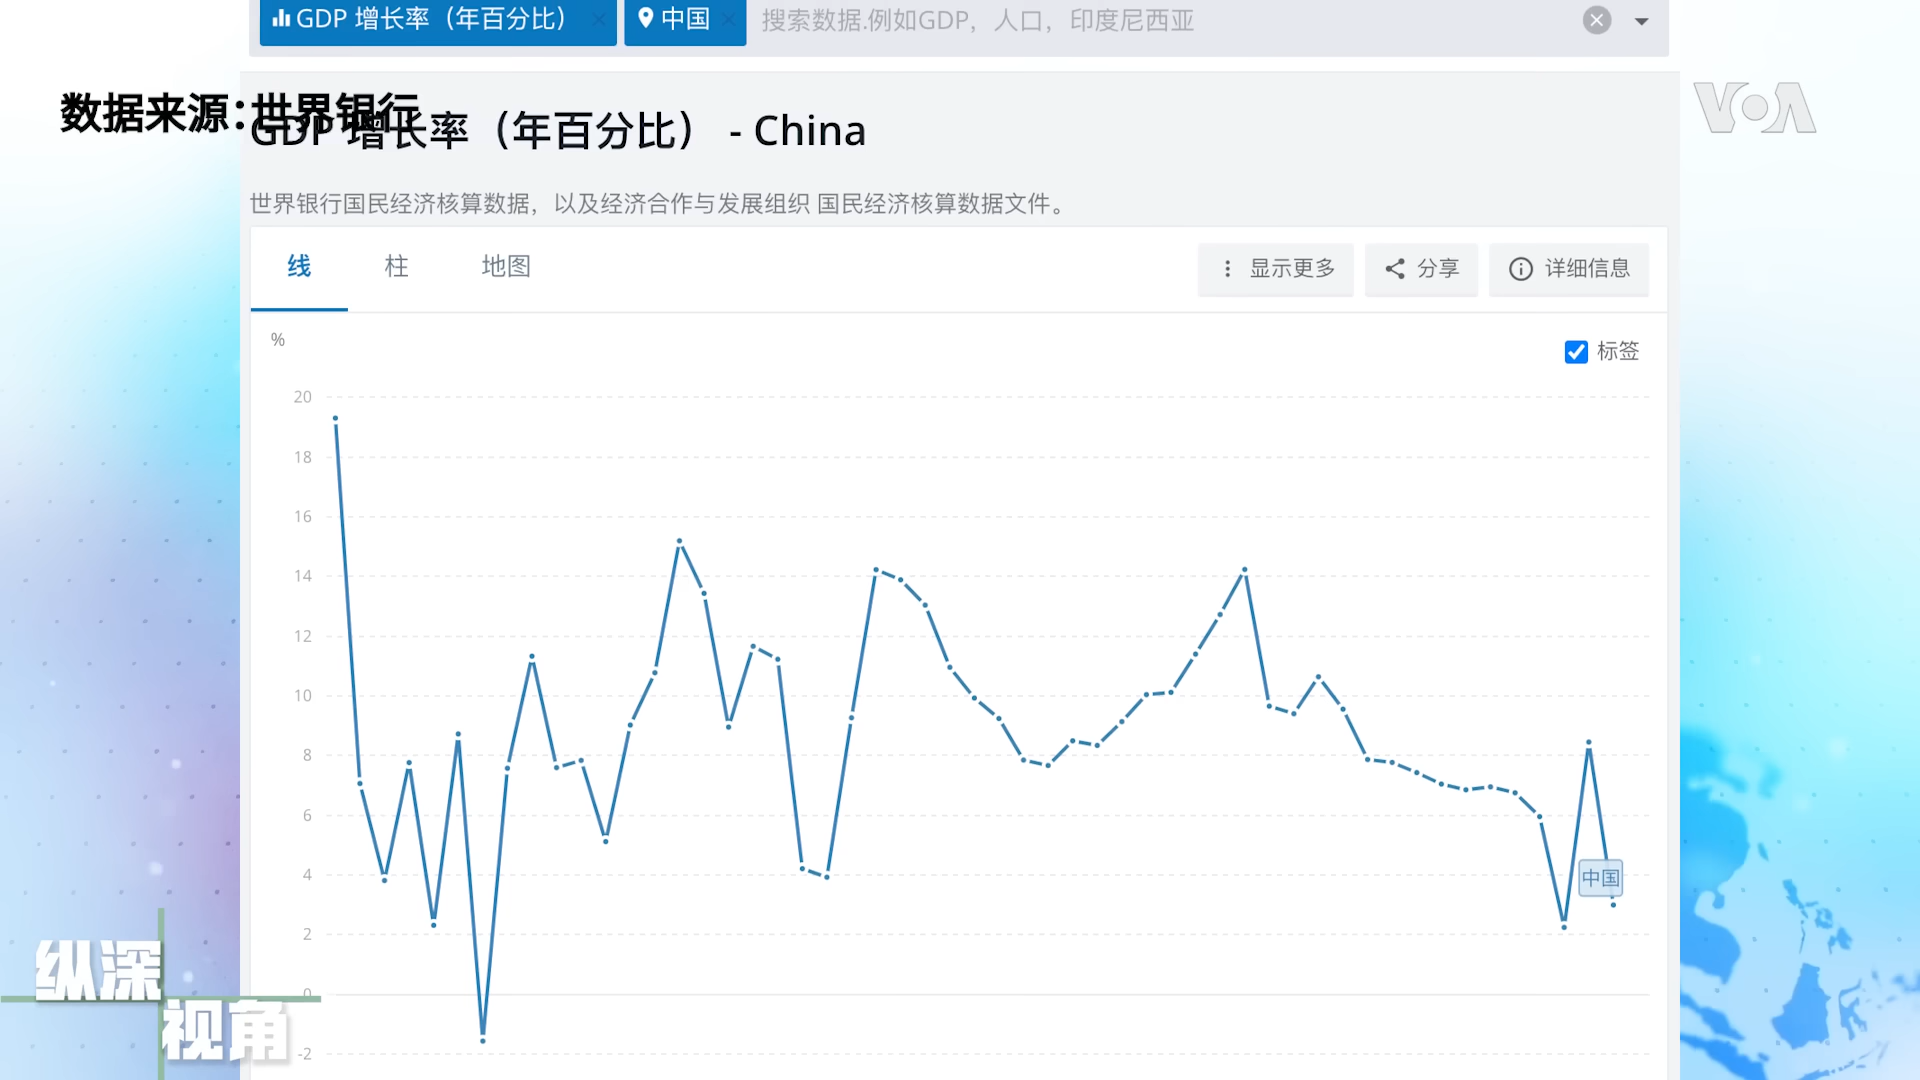 GDP 增长率（年百分比） ×
中国 ×
搜索数据.例如GDP，人口，印度尼西亚
数据来源：世界银行
VOA
GDP 增长率（年百分比） - China
世界银行国民经济核算数据，以及经济合作与发展组织 国民经济核算数据文件。
线
柱
地图
显示更多
分享
详细信息
%
标签
20
18
16
14
12
10
8
6
4
中国
2
0
-2
纵深
视角